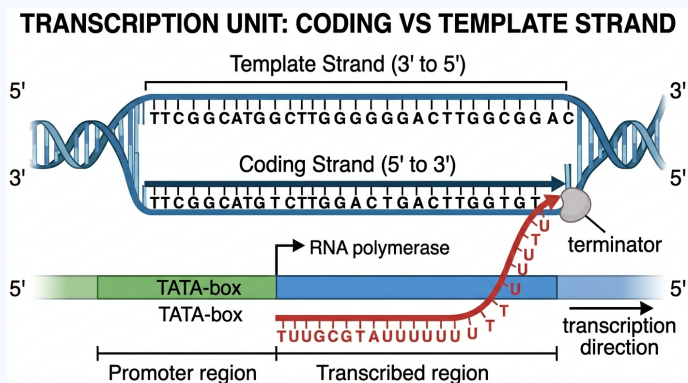 TRANSCRIPTION UNIT: CODING VS TEMPLATE STRAND
Template Strand (3' to 5')
5'
3'
TTCGGCATGGCTTGGGGGGACTTGGCGGAC
Coding Strand (5' to 3')
3'
5'
TTCGGCATGTCTTGGACTGACTTGGTGT
RNA polymerase
terminator
5'
TATA-box
5'
TATA-box
TUUGCGTAUUUUUUUTTUUTU
transcription
direction
Promoter region
Transcribed region